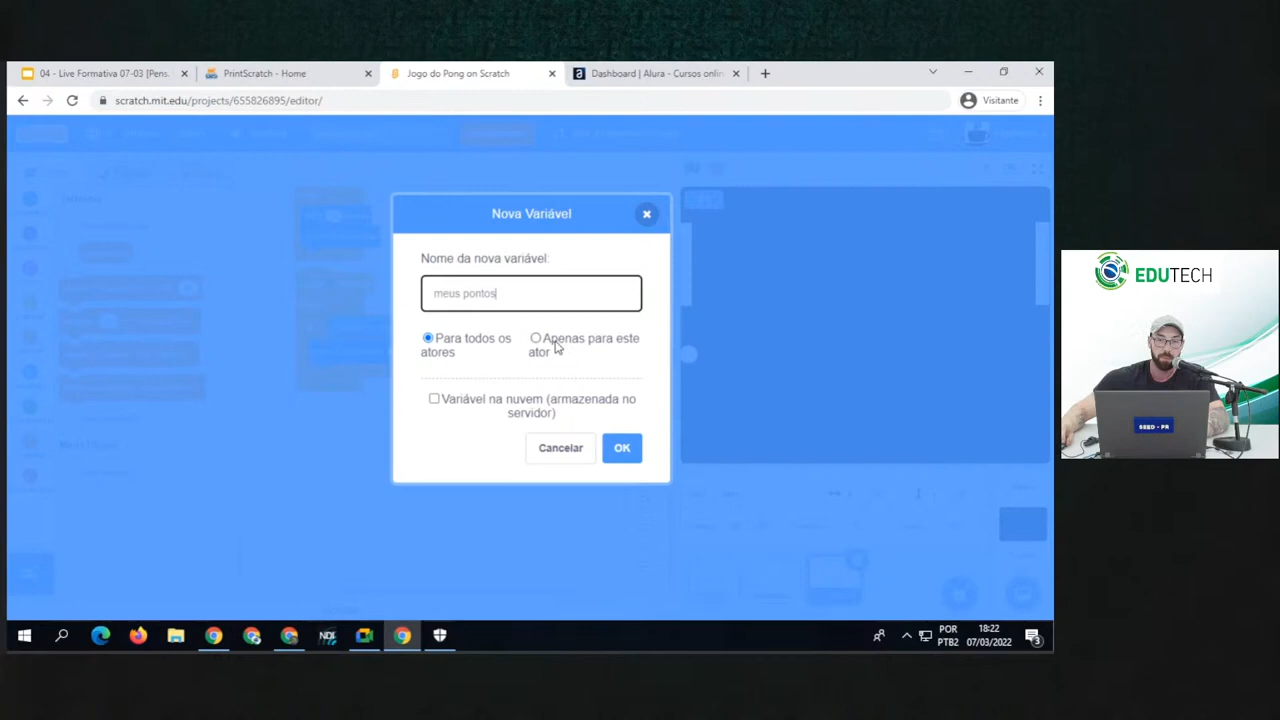 04 - Live Formativa 07-03 [Pens.
PrintScratch - Home
Jogo do Pong on Scratch
Dashboard | Alura - Cursos onlin
scratch.mit.edu/projects/655826895/editor/
Visitante
Nova Variável
Nome da nova variável:
meus pontos
Para todos os atores
Apenas para este ator
Variável na nuvem (armazenada no
servidor)
Cancelar
OK
EDUTECH
SEED - PR
NDI
POR
PTB2
18:22
07/03/2022
3